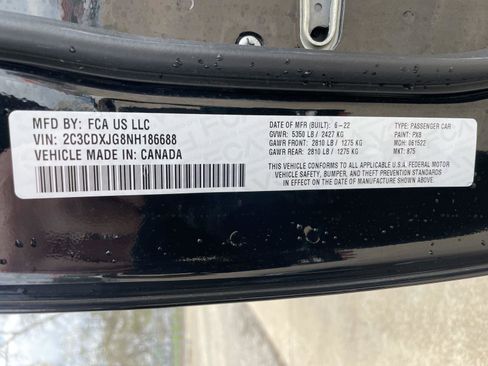 MFD BY: FCA US LLC
VIN: 2C3CDXJG8NH186688
VEHICLE MADE IN: CANADA
DATE OF MFR (BUILT): 6-22
GVWR: 5350 LB / 2427 KG
GAWR FRONT: 2810 LB / 1275 KG
GAWR REAR: 2810 LB / 1275 KG
TYPE: PASSENGER CAR
PAINT: PX8
MDH: 061522
MKT: 875
THIS VEHICLE CONFORMS TO ALL APPLICABLE U.S.A. FEDERAL MOTOR
VEHICLE SAFETY, BUMPER, AND THEFT PREVENTION STANDARDS
IN EFFECT ON THE DATE OF MANUFACTURE SHOWN ABOVE.